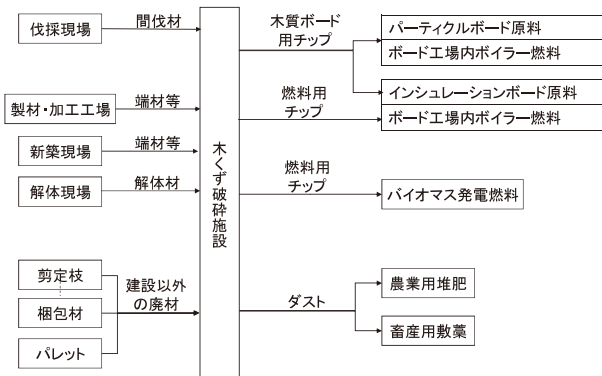 伐採現場
間伐材
製材・加工工場
端材等
新築現場
端材等
解体現場
解体材
剪定枝
梱包材
パレット
建設以外
の廃材
木くず破砕施設
木質ボード
用チップ
パーティクルボード原料
ボード工場内ボイラー燃料
インシュレーションボード原料
ボード工場内ボイラー燃料
燃料用
チップ
燃料用
チップ
バイオマス発電燃料
ダスト
農業用堆肥
畜産用敷藁